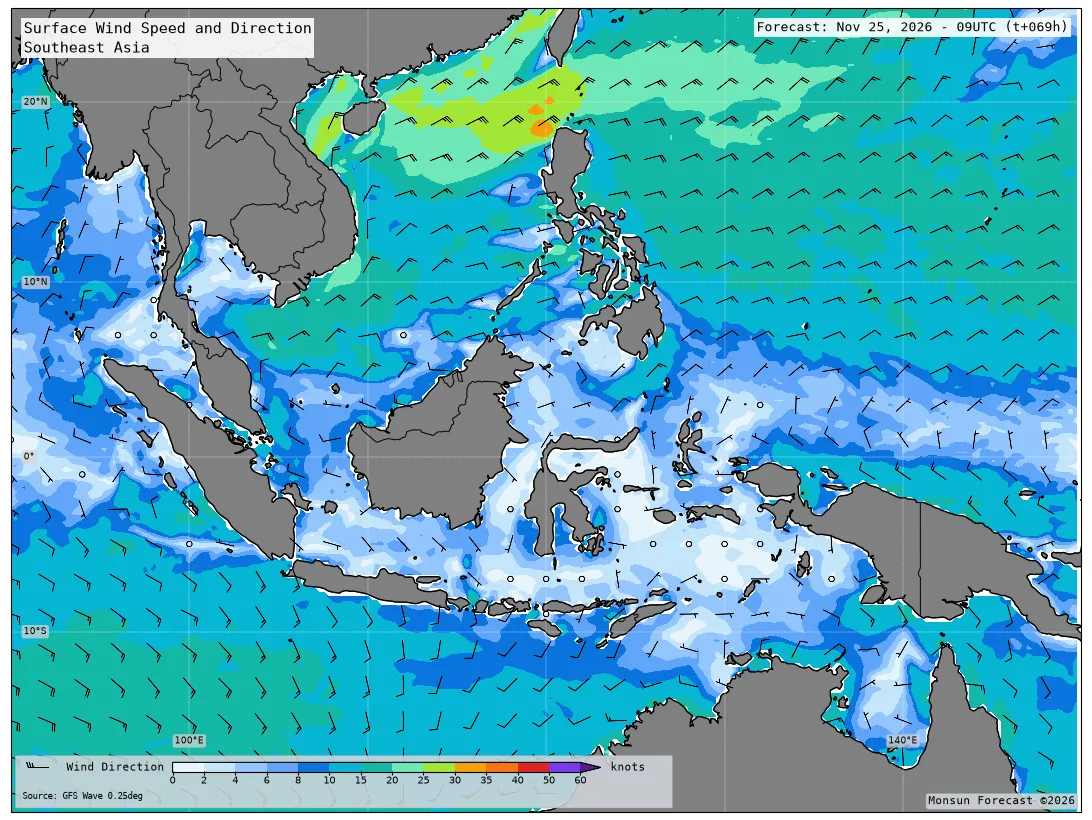 Surface Wind Speed and Direction
Southeast Asia
Forecast: Nov 25, 2026 - 09UTC (t+069h)
20°N
10°N
0°
10°S
100°E
140°E
Wind Direction
0 2 4 6 8 10 15 20 25 30 35 40 50 60
knots
Source: GFS Wave 0.25deg
Monsun Forecast ©2026